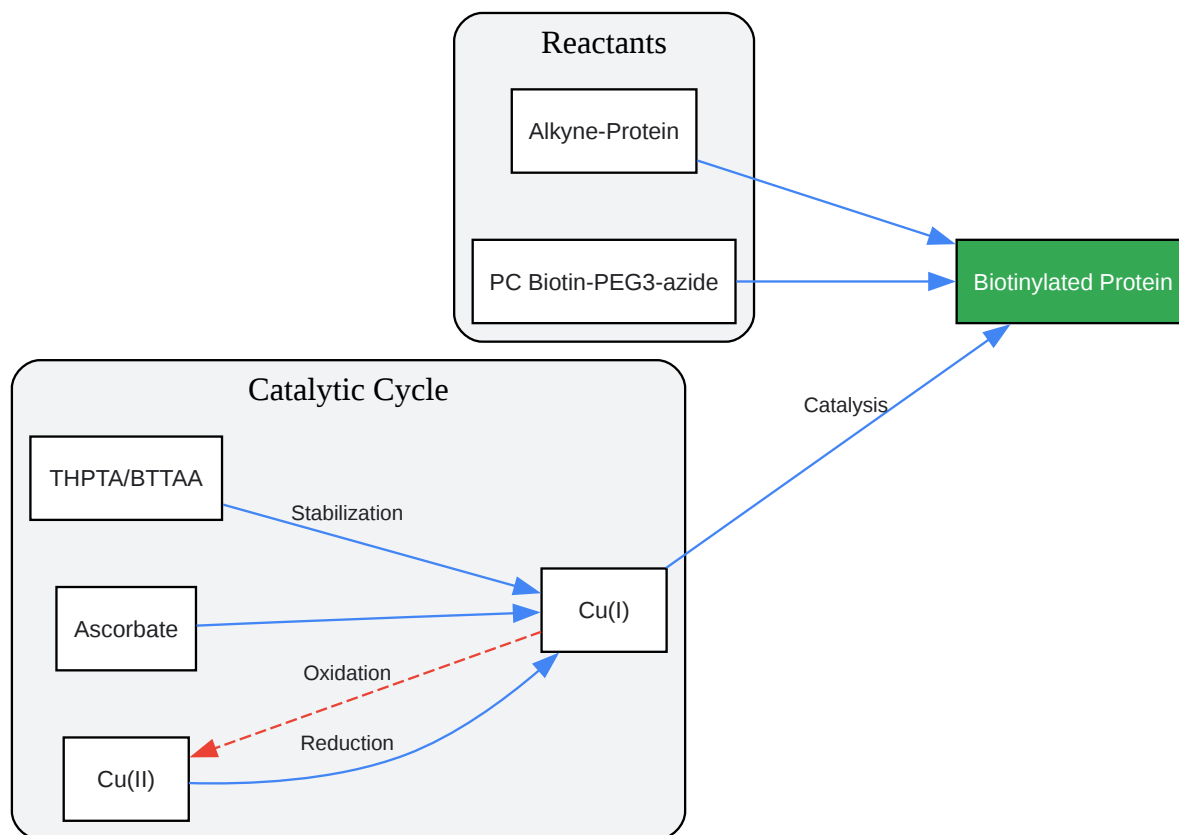 Reactants
Alkyne-Protein
PC Biotin-PEG3-azide
Biotinylated Protein
Catalytic Cycle
Catalysis
THPTA/BTTAA
Stabilization
Ascorbate
Cu(I)
Oxidation
Reduction
Cu(II)